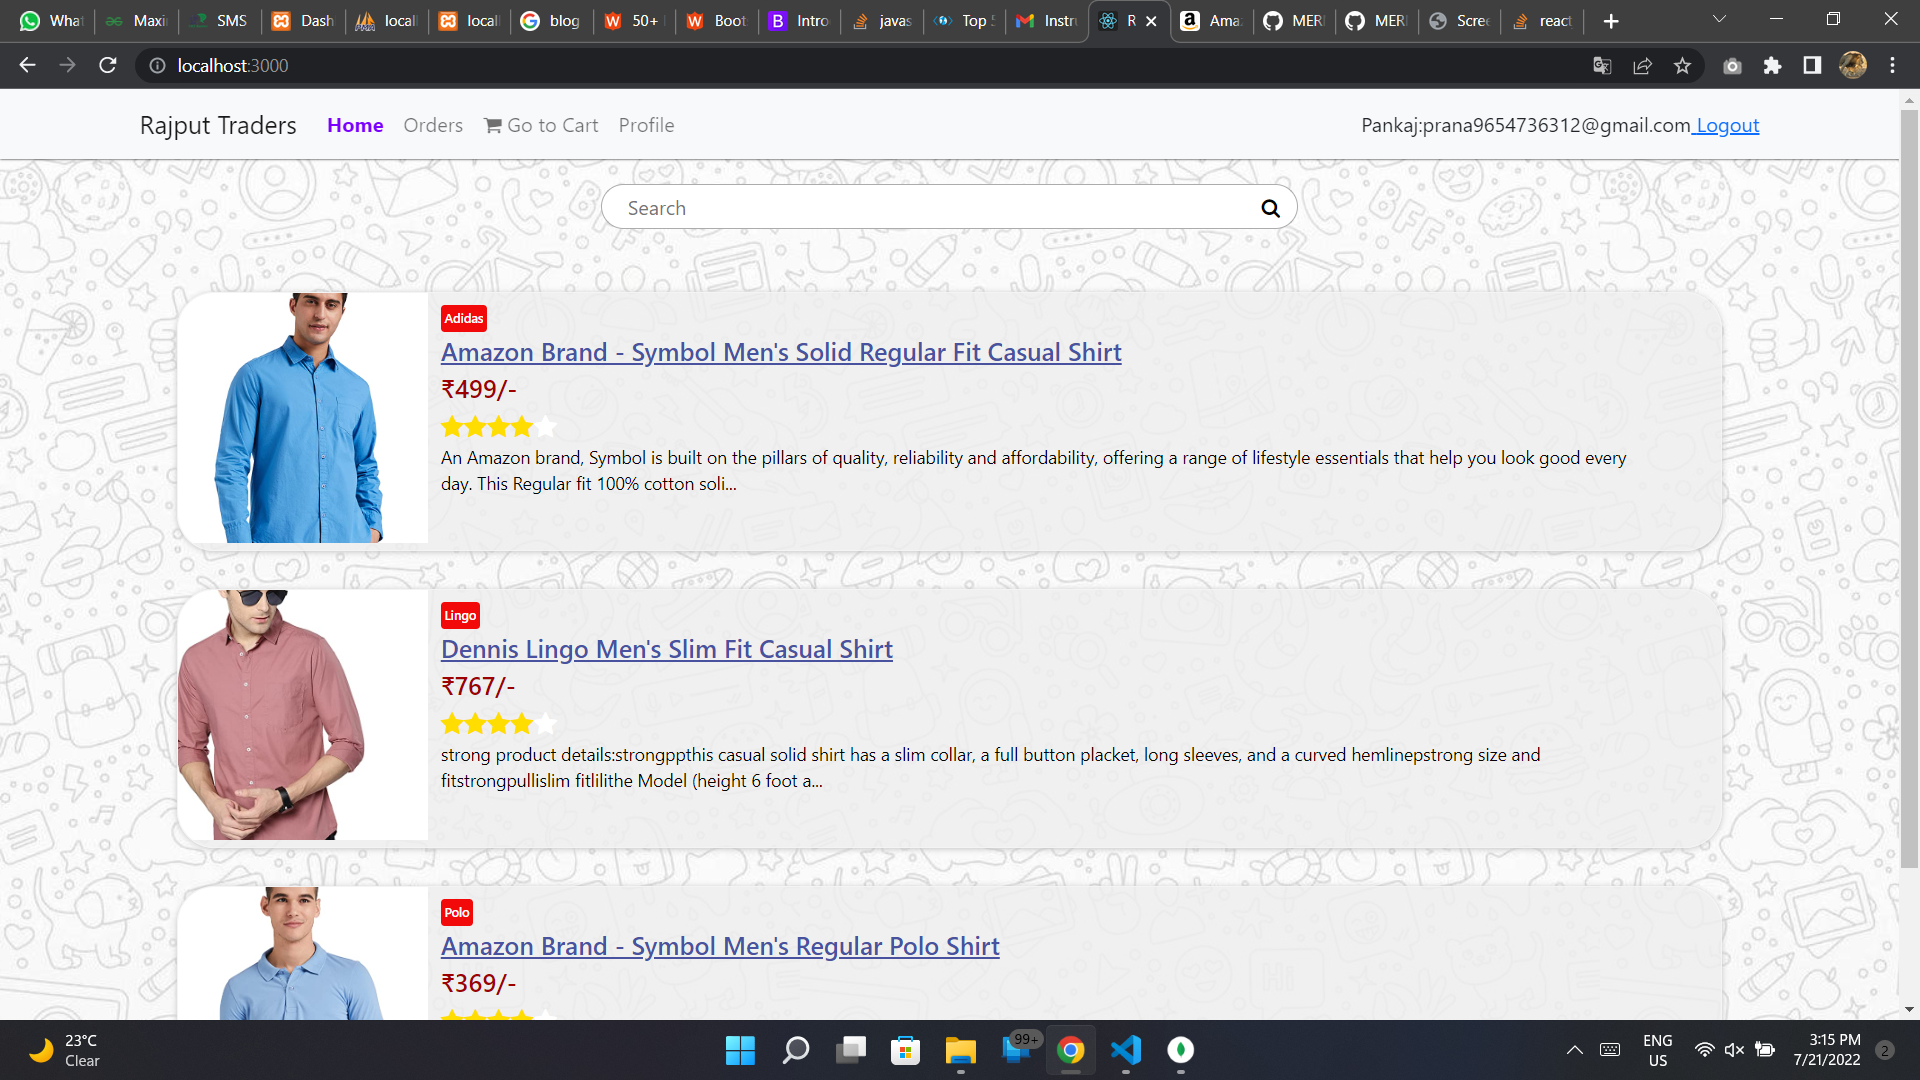 What
Maxi
SMS
Dash
local
local
blog
50+
Boot
Intro
javas
Top 5
Instru
R
Ama
MER
MER
Scre
react
localhost:3000
Rajput Traders
Home
Orders
Go to Cart
Profile
Pankaj:prana9654736312@gmail.com Logout
Search
Adidas
Amazon Brand - Symbol Men's Solid Regular Fit Casual Shirt
₹499/-
An Amazon brand, Symbol is built on the pillars of quality, reliability and affordability, offering a range of lifestyle essentials that help you look good every
day. This Regular fit 100% cotton soli...
Lingo
Dennis Lingo Men's Slim Fit Casual Shirt
₹767/-
strong product details:strongppthis casual solid shirt has a slim collar, a full button placket, long sleeves, and a curved hemlinepstrong size and
fitstrongpullislim fitlilithe Model (height 6 foot a...
Polo
Amazon Brand - Symbol Men's Regular Polo Shirt
₹369/-
23°C
Clear
99+
ENG
US
3:15 PM
7/21/2022
2